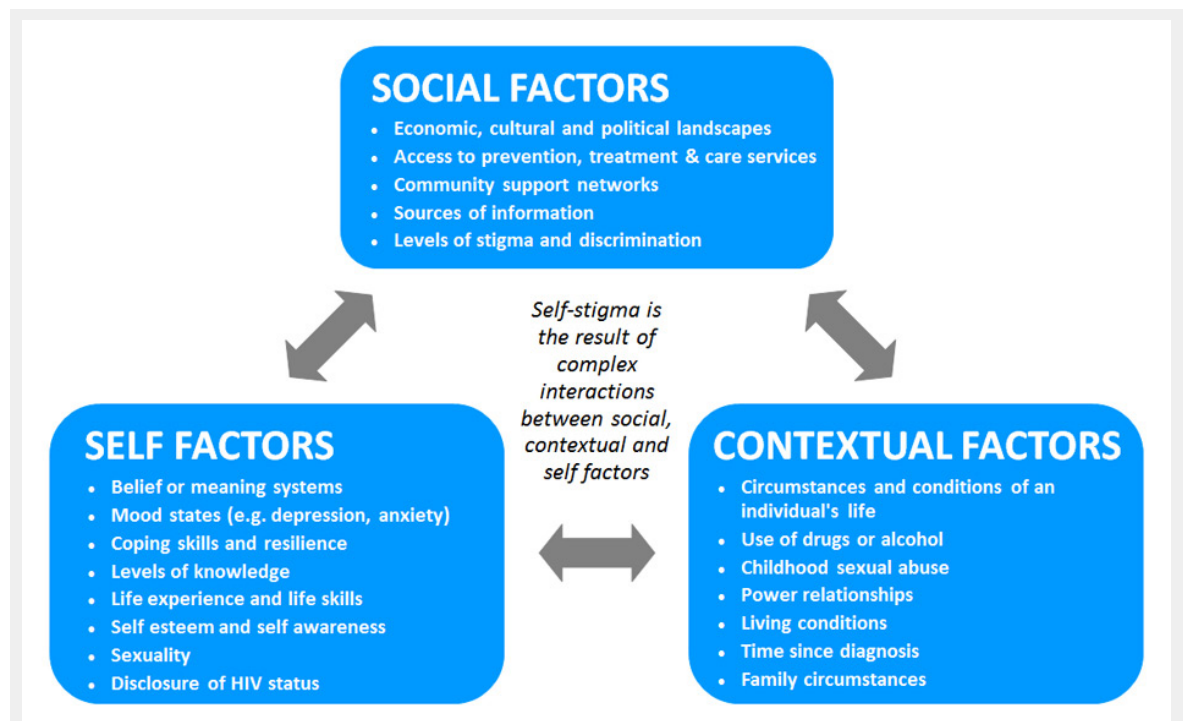 SOCIAL FACTORS
• Economic, cultural and political landscapes
• Access to prevention, treatment & care services
• Community support networks
• Sources of information
• Levels of stigma and discrimination
Self-stigma is
the result of
complex
interactions
between social,
contextual and
self factors
SELF FACTORS
• Belief or meaning systems
• Mood states (e.g. depression, anxiety)
• Coping skills and resilience
• Levels of knowledge
• Life experience and life skills
• Self esteem and self awareness
• Sexuality
• Disclosure of HIV status
CONTEXTUAL FACTORS
• Circumstances and conditions of an
individual's life
• Use of drugs or alcohol
• Childhood sexual abuse
• Power relationships
• Living conditions
• Time since diagnosis
• Family circumstances